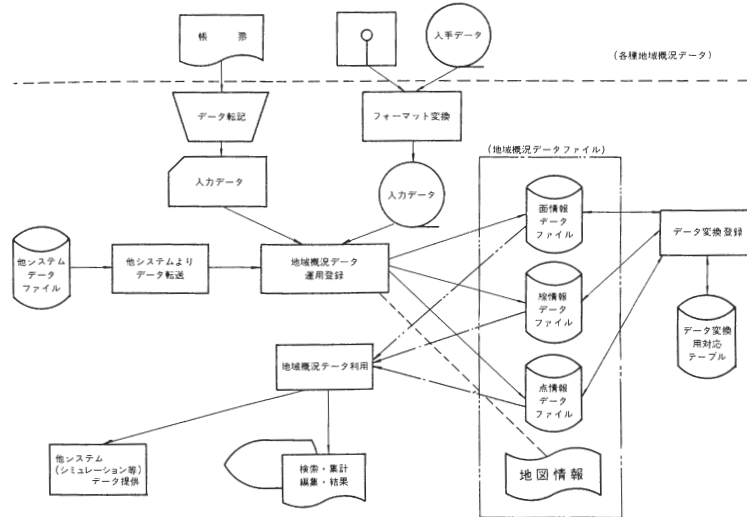 帳票
入手データ
(各種地域概況データ)
データ転記
フォーマット変換
(地域概況データファイル)
入力データ
入力データ
面情報
データ
ファイル
データ変換登録
他システム
データ
ファイル
他システムより
データ転送
地域概況データ
運用登録
線情報
データ
ファイル
データ変換
用対応
テーブル
地域概況データ利用
点情報
データ
ファイル
他システム
(シミュレーション等)
データ提供
検索・集計
編集・結果
地図情報